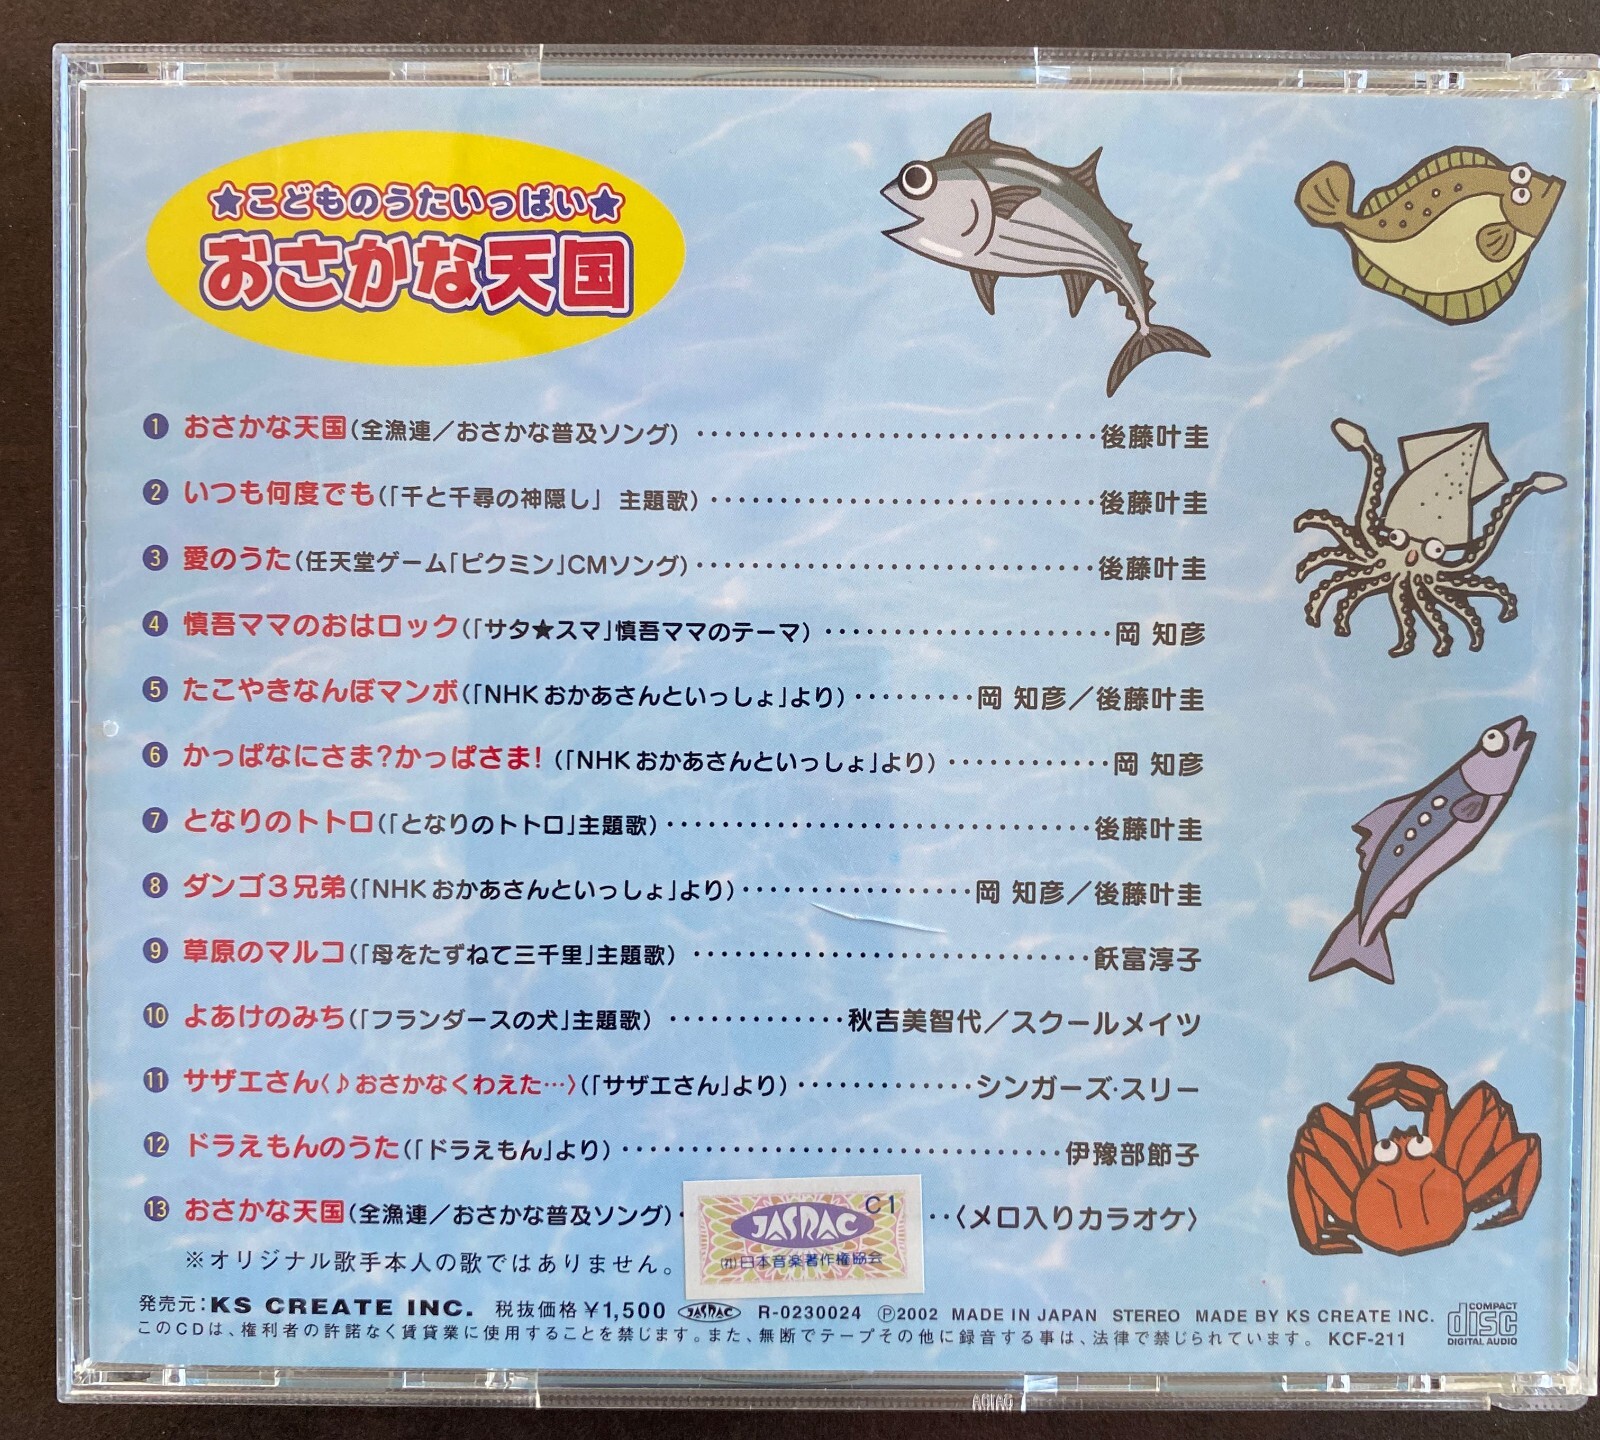 ★こどものうたいっぱい★
おさかな天国
1 おさかな天国(全漁連／おさかな普及ソング) 後藤叶圭
2 いつも何度でも(「千と千尋の神隠し」 主題歌) 後藤叶圭
3 愛のうた(任天堂ゲーム「ピクミン」CMソング) 後藤叶圭
4 慎吾ママのおはロック(「サタ★スマ」慎吾ママのテーマ) 岡 知彦
5 たこやきなんぼマンボ(「NHKおかあさんといっしょ」より) 岡 知彦／後藤叶圭
6 かっぱなにさま?かっぱさま! (「NHKおかあさんといっしょ」より) 岡 知彦
7 となりのトトロ(「となりのトトロ」主題歌) 後藤叶圭
8 ダンゴ3兄弟(「NHKおかあさんといっしょ」より) 岡 知彦／後藤叶圭
9 草原のマルコ(「母をたずねて三千里」主題歌) 飫富淳子
10 よあけのみち(「フランダースの犬」主題歌) 秋吉美智代／スクールメイツ
11 サザエさん〈♪おさかなくわえた…〉(「サザエさん」より) シンガーズ・スリー
12 ドラえもんのうた(「ドラえもん」より) 伊豫部節子
13 おさかな天国(全漁連／おさかな普及ソング) 〈メロ入りカラオケ〉
JASRAC C1
(社)日本音楽著作権協会
※オリジナル歌手本人の歌ではありません。
発売元:KS CREATE INC. 税抜価格¥1,500 JASRAC R-0230024 Ⓟ2002 MADE IN JAPAN STEREO MADE BY KS CREATE INC. COMPACT disc DIGITAL AUDIO
このCDは、権利者の許諾なく賃貸業に使用することを禁じます。また、無断でテープその他に録音する事は、法律で禁じられています。 KCF-211